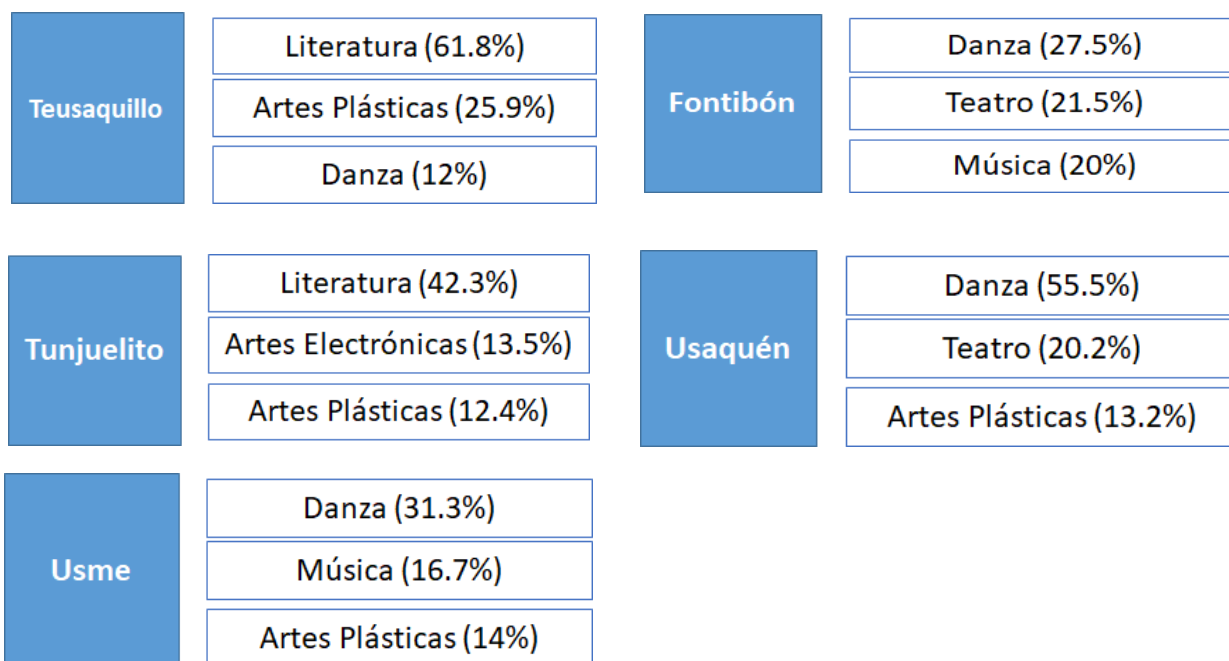 Teusaquillo
Literatura (61.8%)
Artes Plásticas (25.9%)
Danza (12%)
Fontibón
Danza (27.5%)
Teatro (21.5%)
Música (20%)
Tunjuelito
Literatura (42.3%)
Artes Electrónicas (13.5%)
Artes Plásticas (12.4%)
Usaquén
Danza (55.5%)
Teatro (20.2%)
Artes Plásticas (13.2%)
Usme
Danza (31.3%)
Música (16.7%)
Artes Plásticas (14%)